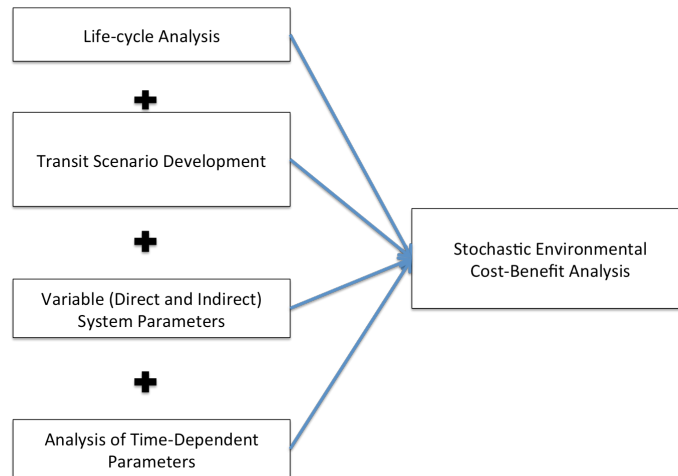 Life-cycle Analysis
Transit Scenario Development
Variable (Direct and Indirect)
System Parameters
Analysis of Time-Dependent
Parameters
Stochastic Environmental
Cost-Benefit Analysis